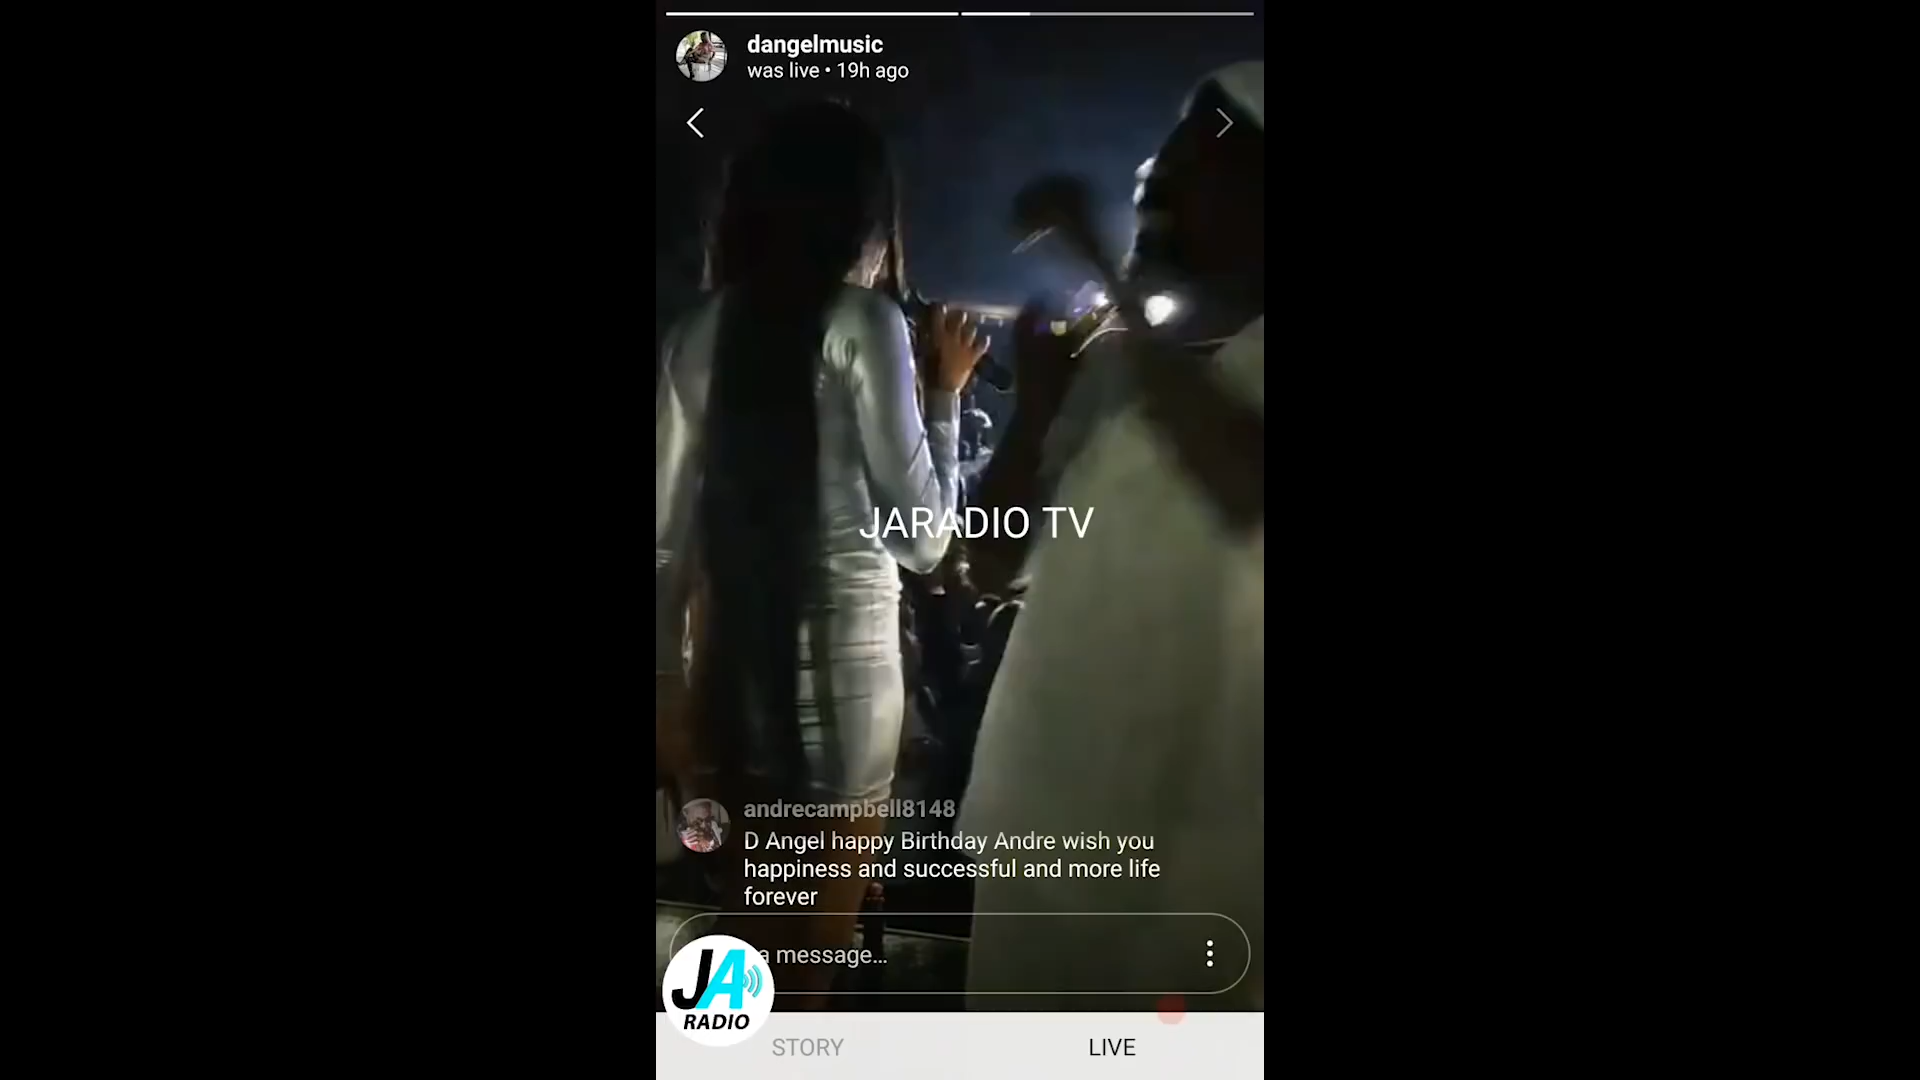 dangelmusic
was live • 19h ago
JARADIO TV
andrecampbell8148
D Angel happy Birthday Andre wish you
happiness and successful and more life
forever
a message...
JA
RADIO
STORY
LIVE